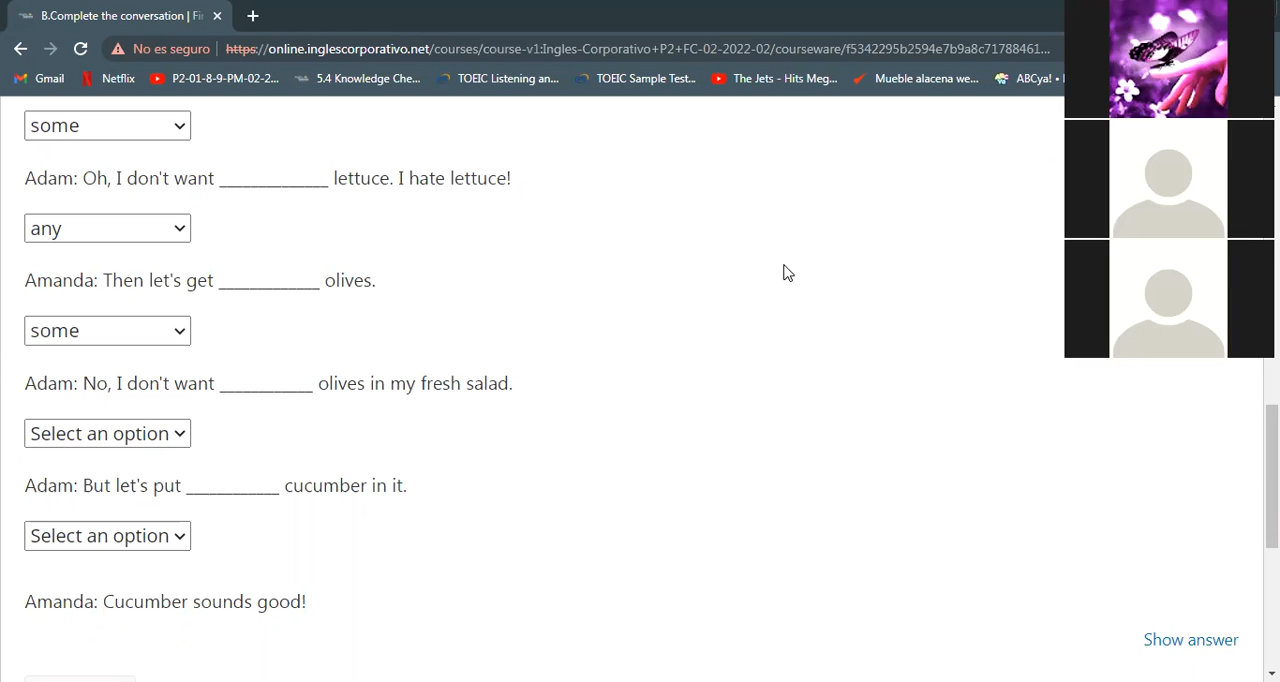 B.Complete the conversation | Fi
No es seguro
https://online.inglescorporativo.net/courses/course-v1:Ingles-Corporativo+P2+FC-02-2022-02/courseware/f5342295b2594e7b9a8c71788461...
Gmail
Netflix
P2-01-8-9-PM-02-2...
5.4 Knowledge Che...
TOEIC Listening an...
TOEIC Sample Test...
The Jets - Hits Meg...
Mueble alacena we...
ABCya! •
some
Adam: Oh, I don't want ______________ lettuce. I hate lettuce!
any
Amanda: Then let's get _____________ olives.
some
Adam: No, I don't want ____________ olives in my fresh salad.
Select an option
Adam: But let's put ____________ cucumber in it.
Select an option
Amanda: Cucumber sounds good!
Show answer